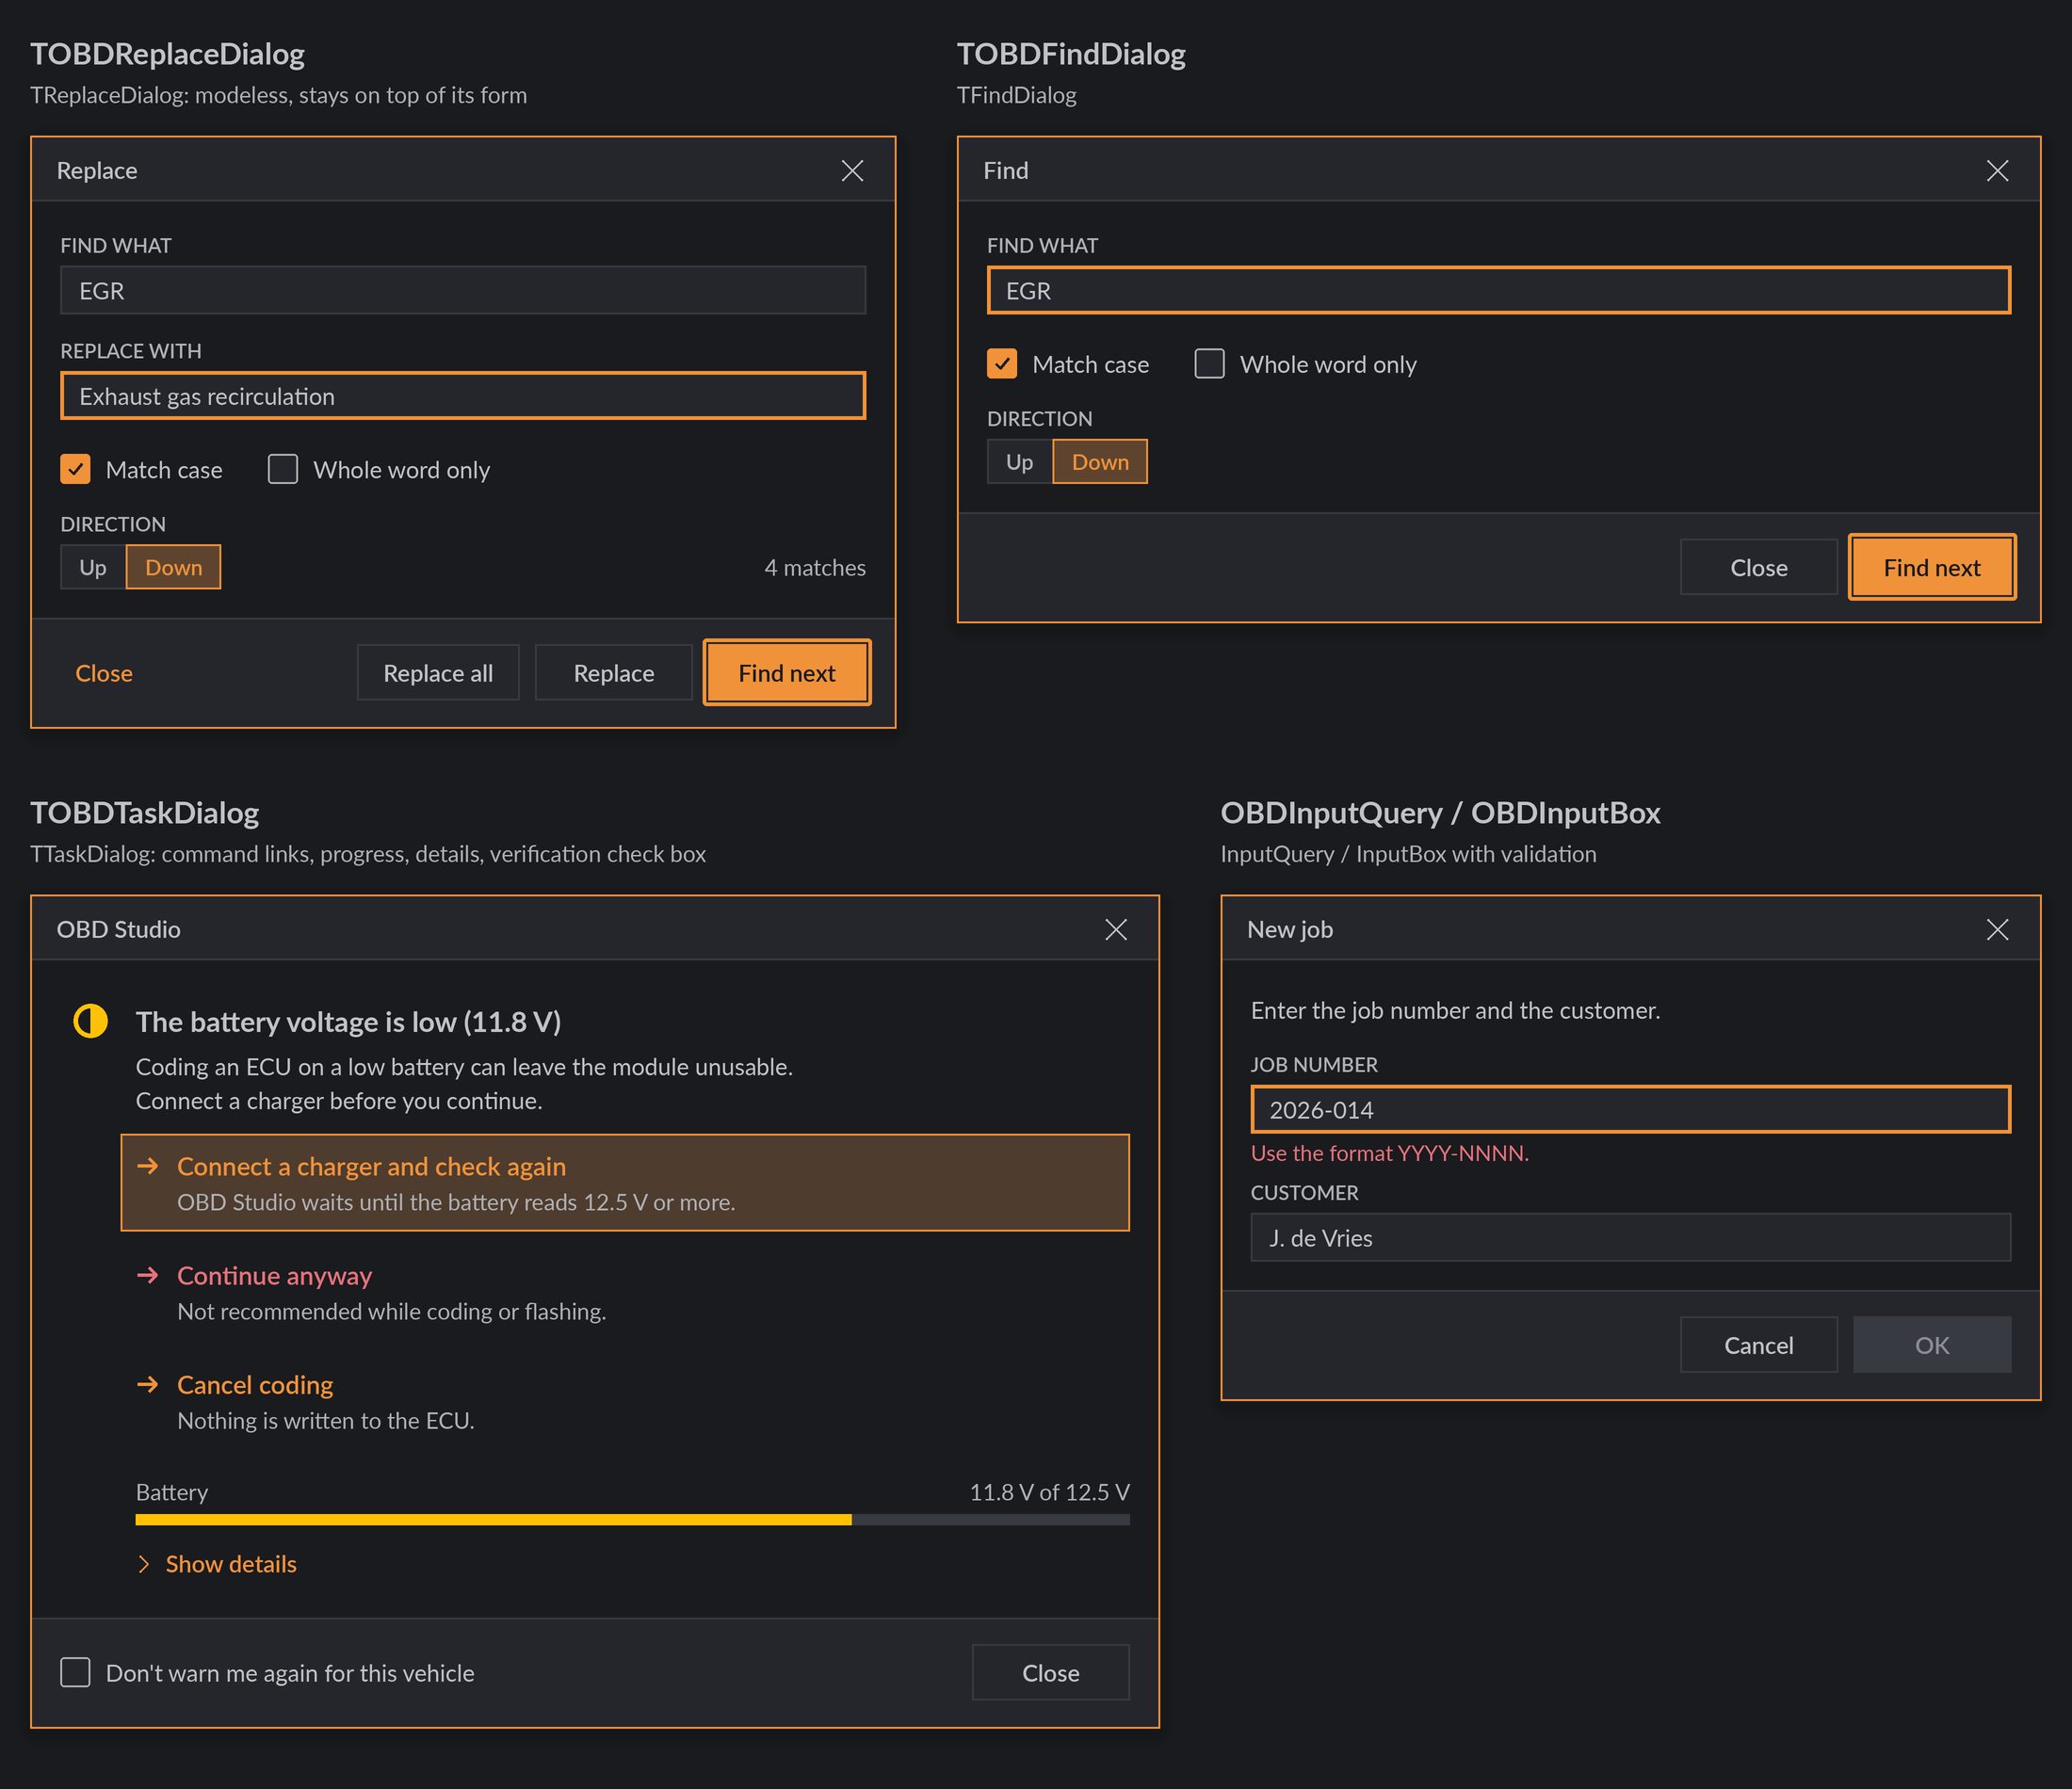 TOBDReplaceDialog
TReplaceDialog: modeless, stays on top of its form
Replace
FIND WHAT
EGR
REPLACE WITH
Exhaust gas recirculation
Match case
Whole word only
DIRECTION
Up
Down
4 matches
Close
Replace all
Replace
Find next
TOBDFindDialog
TFindDialog
Find
FIND WHAT
EGR
Match case
Whole word only
DIRECTION
Up
Down
Close
Find next
TOBDTaskDialog
TTaskDialog: command links, progress, details, verification check box
OBD Studio
The battery voltage is low (11.8 V)
Coding an ECU on a low battery can leave the module unusable.
Connect a charger before you continue.
Connect a charger and check again
OBD Studio waits until the battery reads 12.5 V or more.
Continue anyway
Not recommended while coding or flashing.
Cancel coding
Nothing is written to the ECU.
Battery
11.8 V of 12.5 V
Show details
Don't warn me again for this vehicle
Close
OBDInputQuery / OBDInputBox
InputQuery / InputBox with validation
New job
Enter the job number and the customer.
JOB NUMBER
2026-014
Use the format YYYY-NNNN.
CUSTOMER
J. de Vries
Cancel
OK